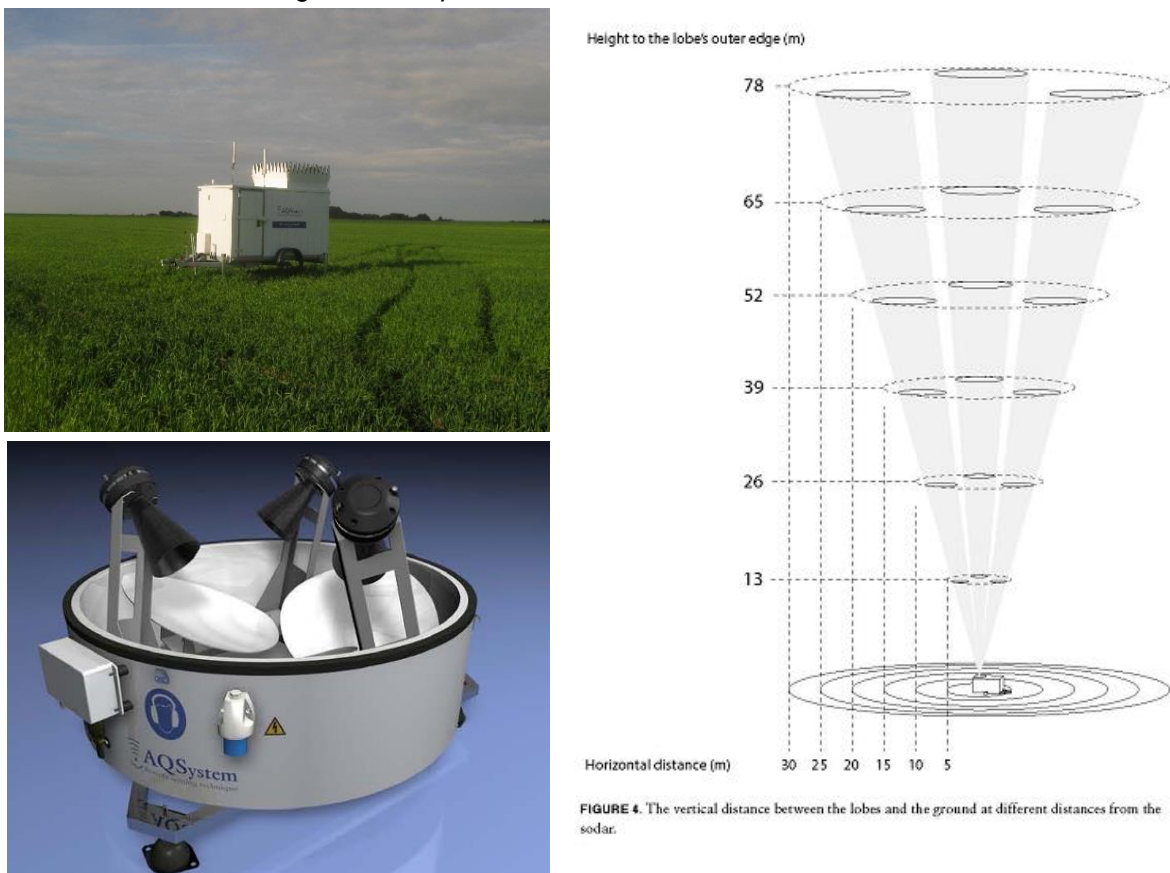 Height to the lobe's outer edge (m)
78
65
52
39
26
13
Horizontal distance (m)
30 25 20 15 10 5
FIGURE 4. The vertical distance between the lobes and the ground at different distances from the
sodar.
AQSystem